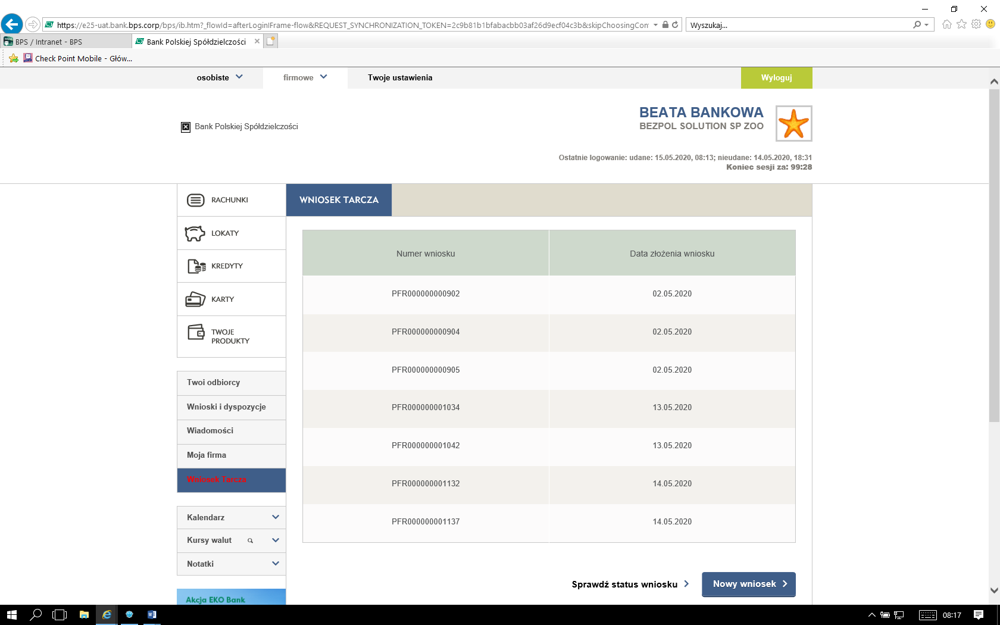 https://e25-uat.bank.bps.corp/bps/ib.htm?_flowId=afterLoginIFrame-flow&REQUEST_SYNCHRONIZATION_TOKEN=2c9b81b1bfabacbb03af26d9ecf04c3b&skipChoosingCon
Wyszukaj...
BPS / Intranet - BPS
Bank Polskiej Spółdzielczości
Check Point Mobile - Głów...
osobiste
firmowe
Twoje ustawienia
Wyloguj
Bank Polskiej Spółdzielczości
BEATA BANKOWA
BEZPOL SOLUTION SP ZOO
Ostatnie logowanie: udane: 15.05.2020, 08:13; nieudane: 14.05.2020, 18:31
Koniec sesji za: 99:28
RACHUNKI
LOKATY
KREDYTY
KARTY
TWOJE
PRODUKTY
Twoi odbiorcy
Wnioski i dyspozycje
Wiadomości
Moja firma
Wniosek Tarcza
Kalendarz
Kursy walut
Notatki
Akcja EKO Bank
WNIOSEK TARCZA
Numer wniosku Data złożenia wniosku
PFR000000000902 02.05.2020
PFR000000000904 02.05.2020
PFR000000000905 02.05.2020
PFR000000001034 13.05.2020
PFR000000001042 13.05.2020
PFR000000001132 14.05.2020
PFR000000001137 14.05.2020
Sprawdź status wniosku
Nowy wniosek
08:17